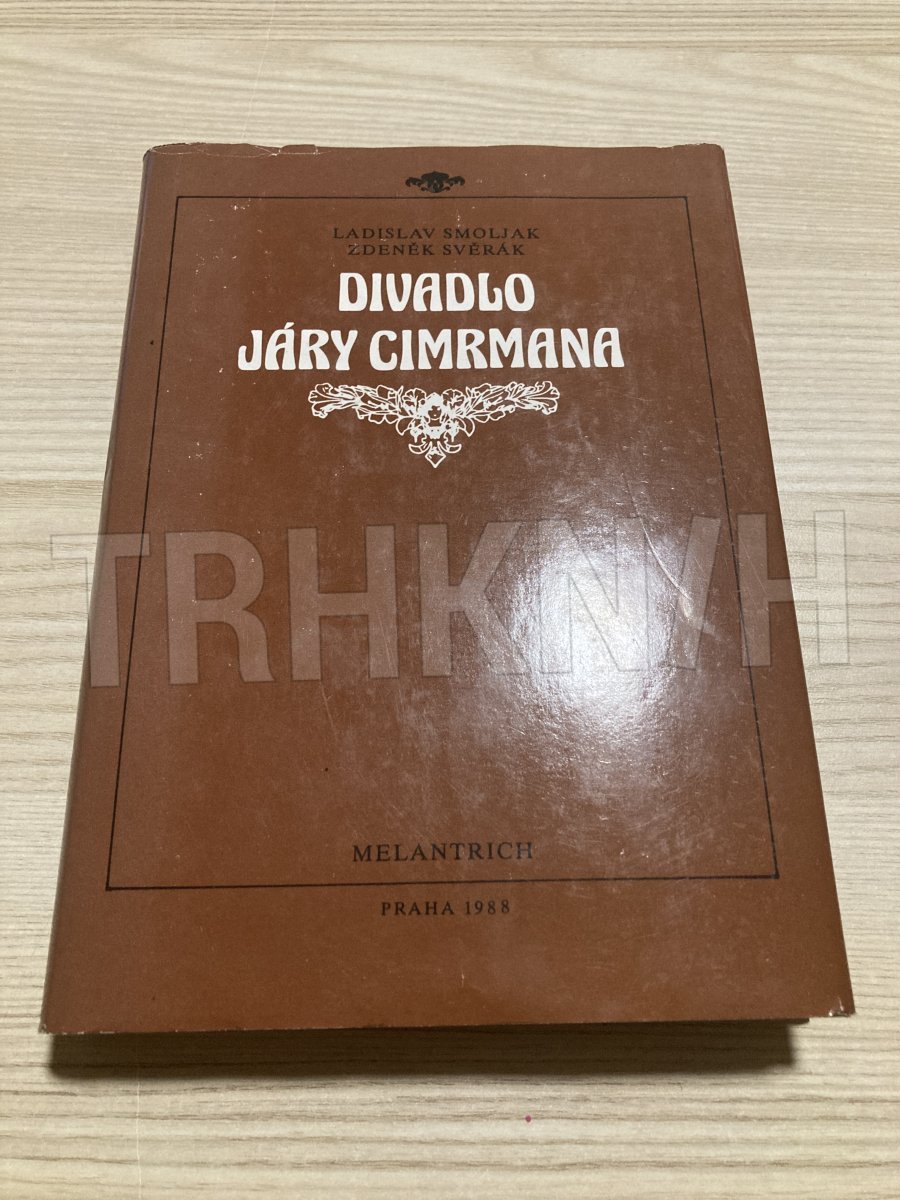 LADISLAV SMOLJAK
ZDENĚK SVĚRÁK
DIVADLO
JÁRY CIMRMANA
TRHKNIH
MELANTRICH
PRAHA 1988